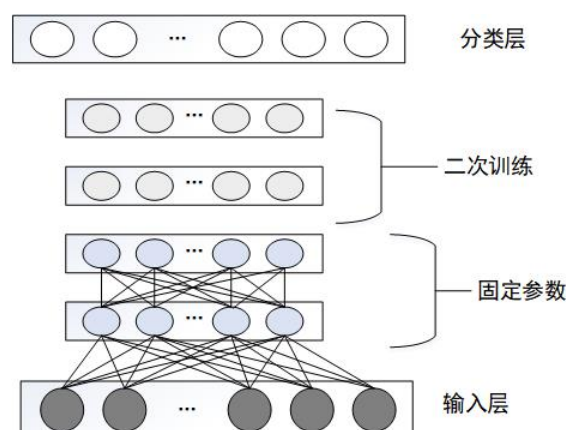 分类层
二次训练
固定参数
输入层